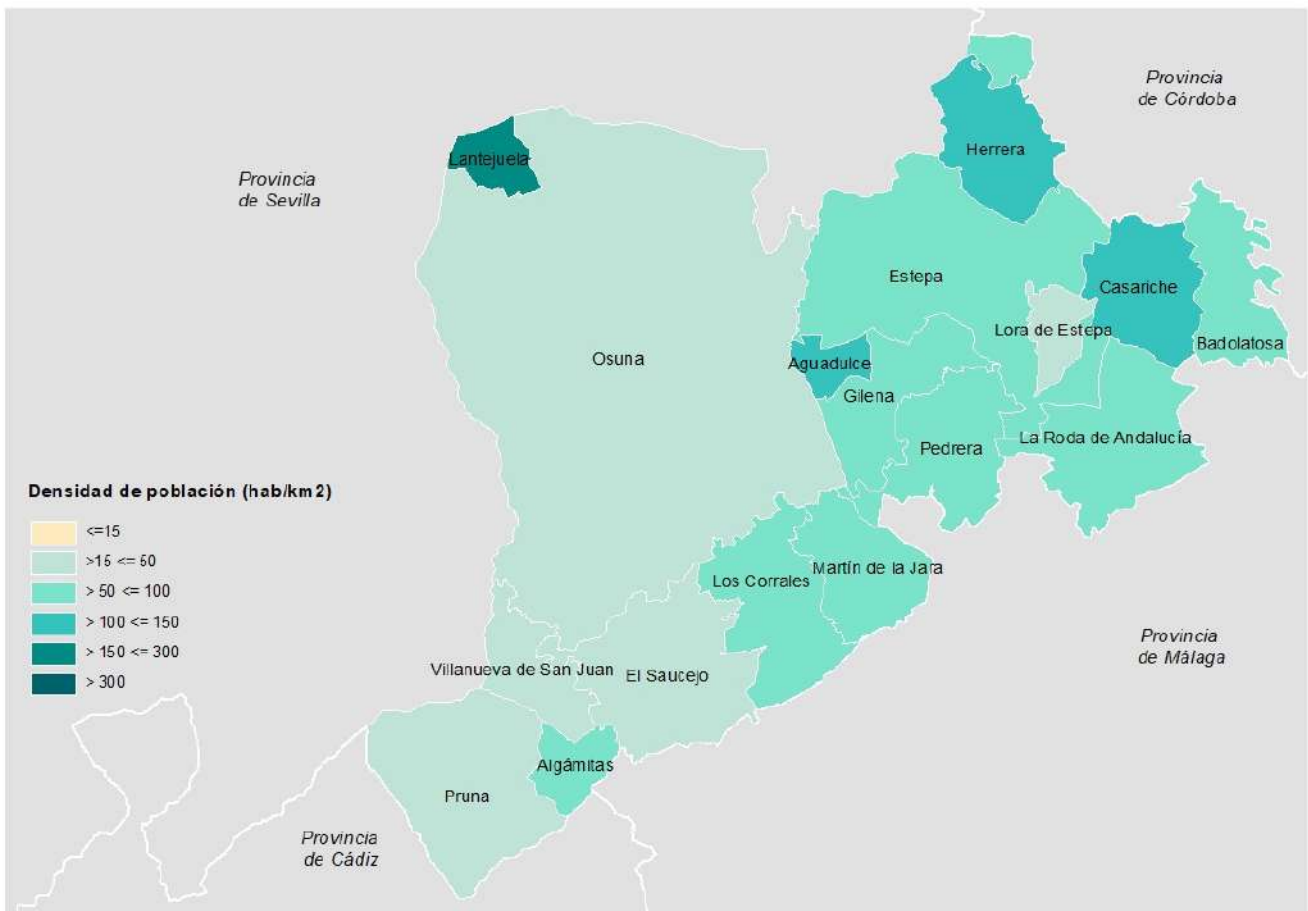 Provincia
de Córdoba
Herrera
Lantejuela
Provincia
de Sevilla
Estepa
Casariche
Lora de Estepa
Badolatosa
Osuna
Aguadulce
Gilena
La Roda de Andalucía
Pedrera
Densidad de población (hab/km2)
<=15
>15 <= 50
> 50 <= 100
> 100 <= 150
> 150 <= 300
> 300
Martín de la Jara
Los Corrales
Provincia
de Málaga
Villanueva de San Juan
El Saucejo
Algámitas
Pruna
Provincia
de Cádiz